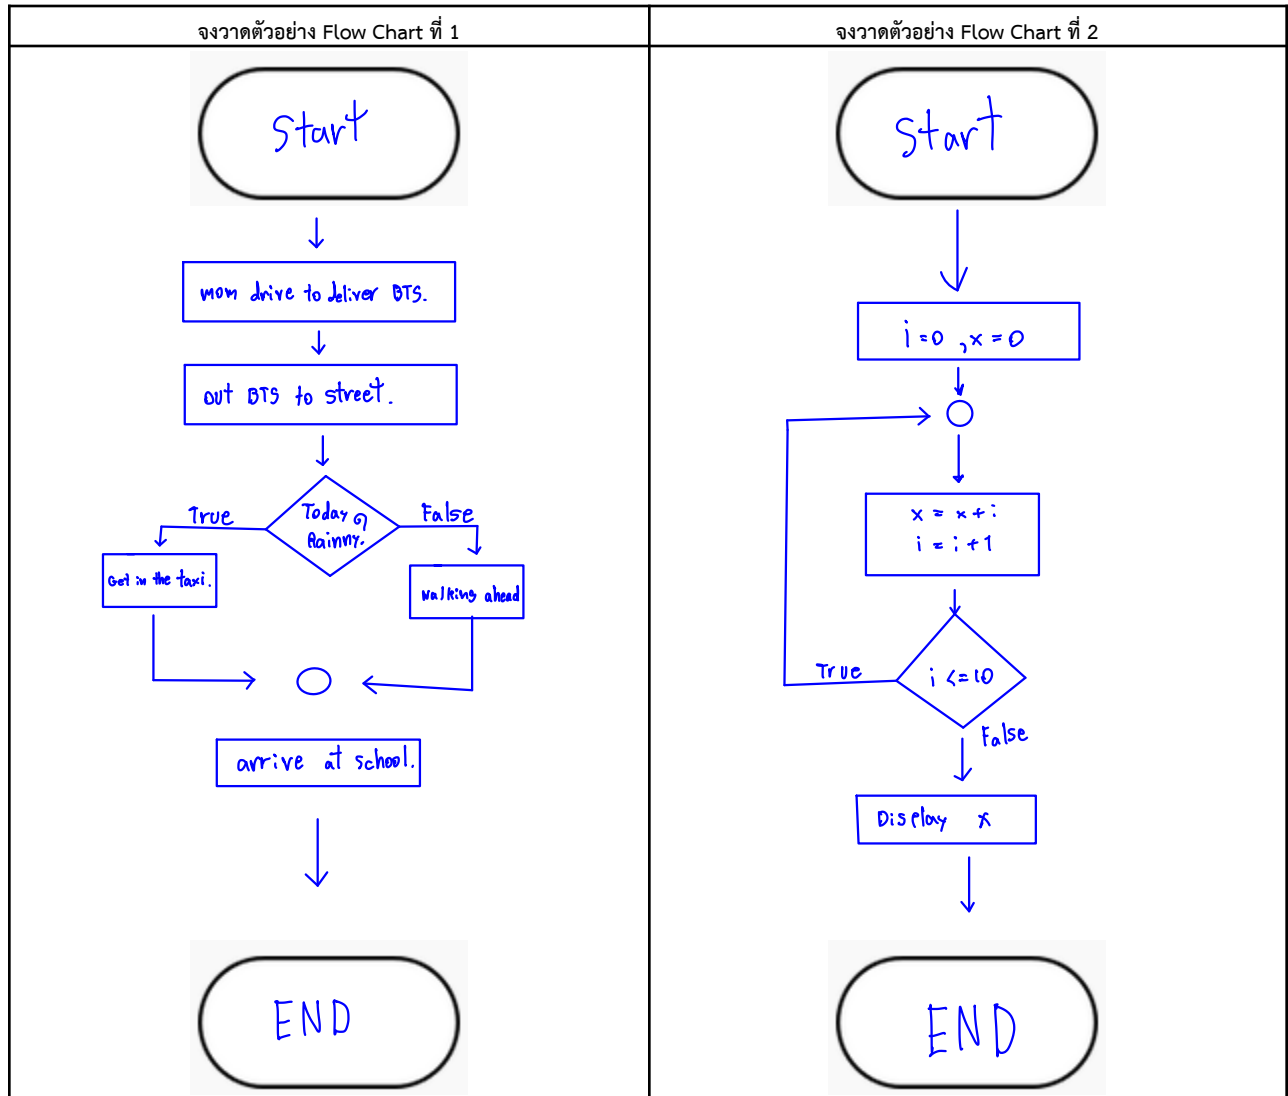 จงวาดตัวอย่าง Flow Chart ที่ 1
Start
mom drive to deliver BTS.
out BTS to street.
Today ?
Rainny.
True
False
Get in the taxi.
Walking ahead
arrive at school.
END
จงวาดตัวอย่าง Flow Chart ที่ 2
Start
i=0 , x=0
x = x+i
i = i+1
i <=10
True
False
Display x
END